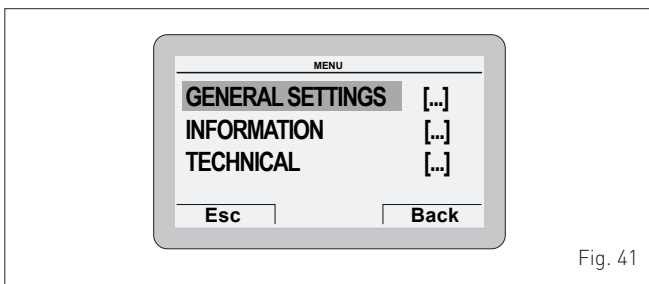 MENU
GENERAL SETTINGS [...]
INFORMATION [...]
TECHNICAL [...]
Esc Back
Fig. 41